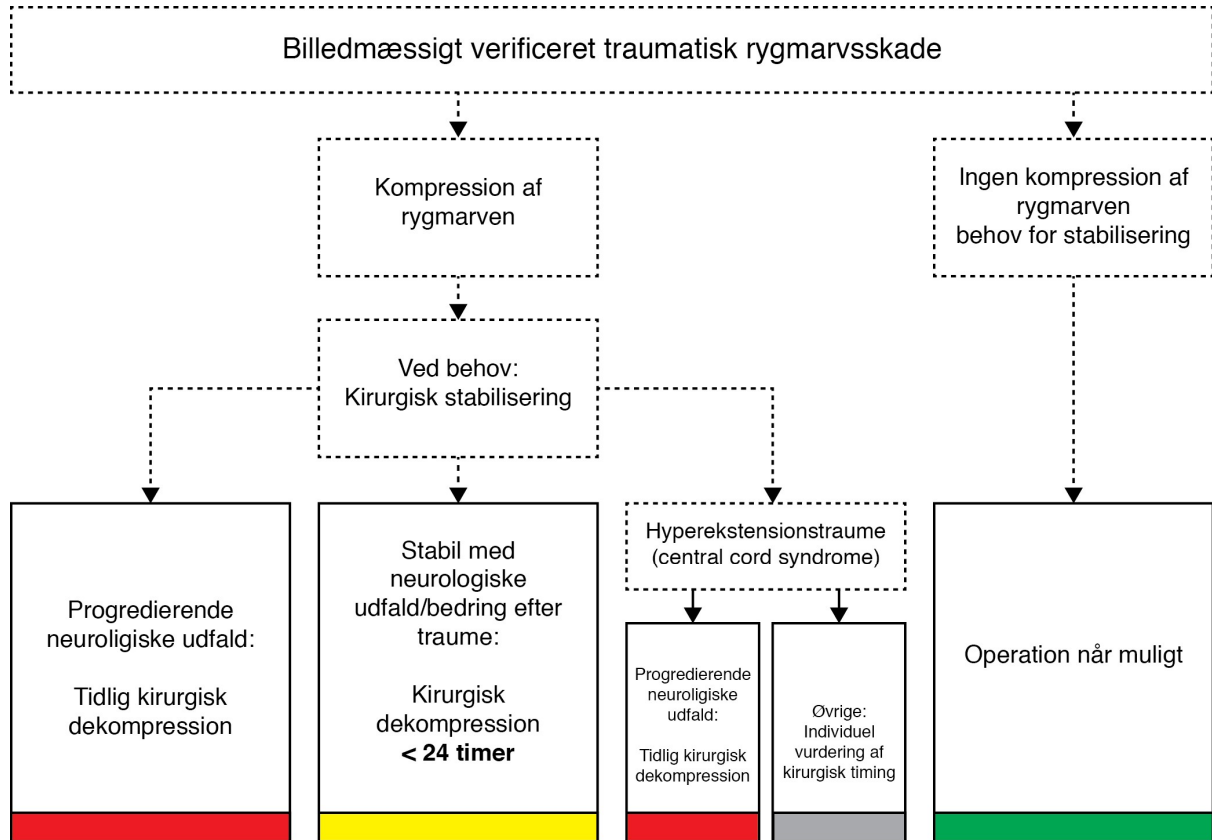 Billedmæssigt verificeret traumatisk rygmarvsskade
Kompression af
rygmarven
Ingen kompression af
rygmarven
behov for stabilisering
Ved behov:
Kirurgisk stabilisering
Progredierende
neuroligiske udfald:
Tidlig kirurgisk
dekompression
Stabil med
neurologiske
udfald/bedring efter
traume:
Kirurgisk
dekompression
< 24 timer
Hyperekstensionstraume
(central cord syndrome)
Progredierende
neuroligiske
udfald:
Tidlig kirurgisk
dekompression
Øvrige:
Individuel
vurdering af
kirurgisk timing
Operation når muligt